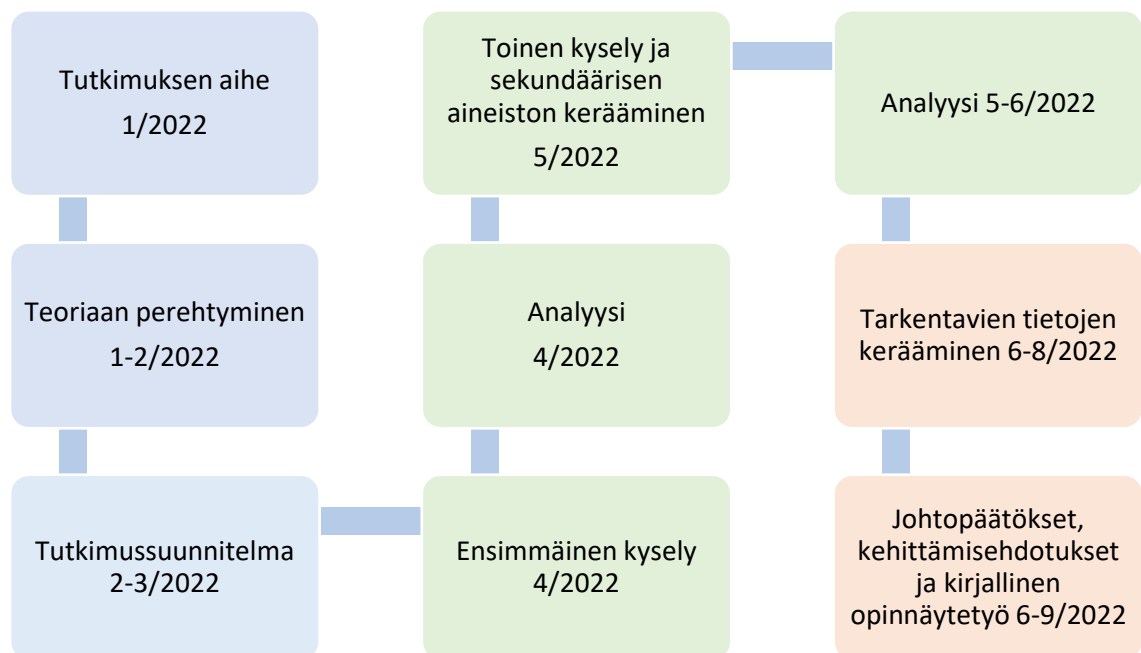 Tutkimuksen aihe
1/2022
Teoriaan perehtyminen
1-2/2022
Tutkimussuunnitelma
2-3/2022
Ensimmäinen kysely
4/2022
Analyysi
4/2022
Toinen kysely ja
sekundäärisen
aineiston kerääminen
5/2022
Analyysi 5-6/2022
Tarkentavien tietojen
kerääminen 6-8/2022
Johtopäätökset,
kehittämisehdotukset
ja kirjallinen
opinnäytetyö 6-9/2022